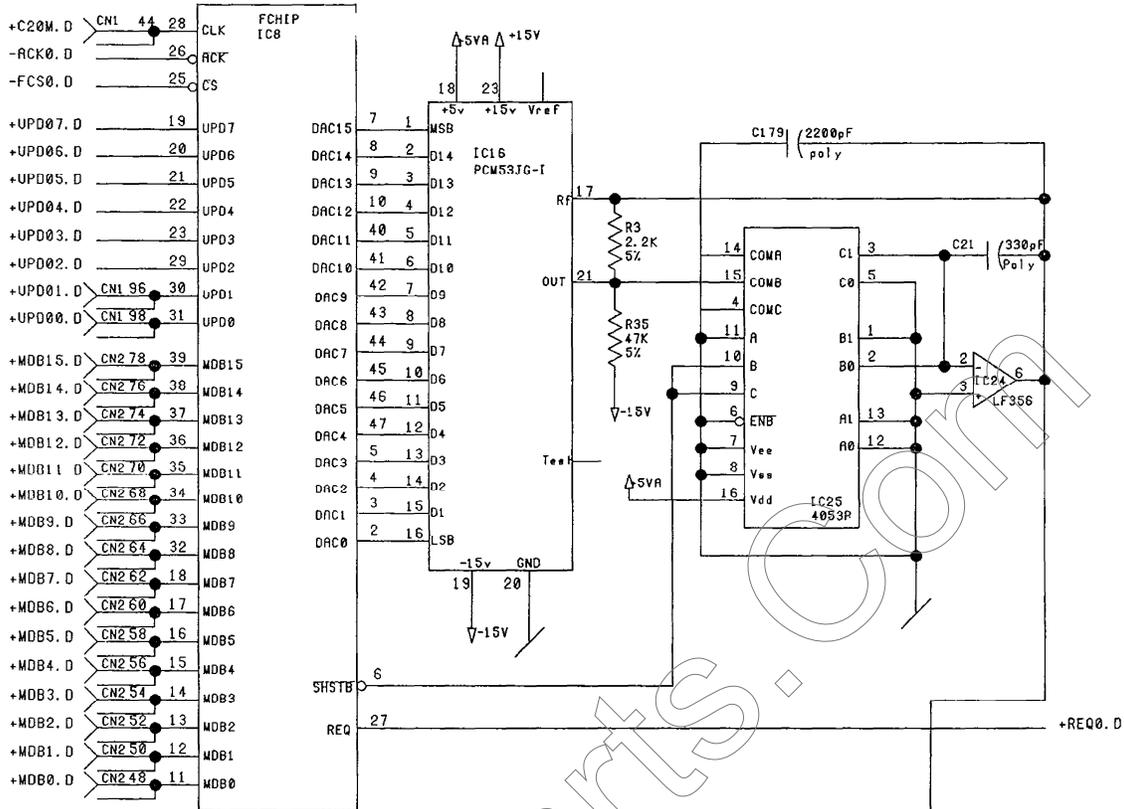 FCHIP
IC8
+C20M.D CN1 44 28 CLK
-ACK0.D 26 ACK
-FCS0.D 25 CS
+UPD07.D 19 UPD7
+UPD06.D 20 UPD6
+UPD05.D 21 UPD5
+UPD04.D 22 UPD4
+UPD03.D 23 UPD3
+UPD02.D 29 UPD2
+UPD01.D CN1 96 30 UPD1
+UPD00.D CN1 98 31 UPD0
+MDB15.D CN2 78 39 MDB15
+MDB14.D CN2 76 38 MDB14
+MDB13.D CN2 74 37 MDB13
+MDB12.D CN2 72 36 MDB12
+MDB11 D CN2 70 35 MDB11
+MDB10.D CN2 68 34 MDB10
+MDB9.D CN2 66 33 MDB9
+MDB8.D CN2 64 32 MDB8
+MDB7.D CN2 62 18 MDB7
+MDB6.D CN2 60 17 MDB6
+MDB5.D CN2 58 16 MDB5
+MDB4.D CN2 56 15 MDB4
+MDB3.D CN2 54 14 MDB3
+MDB2.D CN2 52 13 MDB2
+MDB1.D CN2 50 12 MDB1
+MDB0.D CN2 48 11 MDB0
DAC15 7 1 MSB
DAC14 8 2 D14
DAC13 9 3 D13
DAC12 10 4 D12
DAC11 40 5 D11
DAC10 41 6 D10
DAC9 42 7 D9
DAC8 43 8 D8
DAC7 44 9 D7
DAC6 45 10 D6
DAC5 46 11 D5
DAC4 47 12 D4
DAC3 5 13 D3
DAC2 4 14 D2
DAC1 3 15 D1
DAC0 2 16 LSB
SHSTB 6
REQ 27 +REQ0.D
+5VA +15V
18 23
+5v +15v Vref
IC16
PCM53JG-I
Rf 17
OUT 21
Test
-15v GND
19 20
-15V
R3
2.2K
5%
R35
47K
5%
-15V
C179 2200pF
poly
14 COMA
15 COMB
4 COMC
11 A
10 B
9 C
6 ENB
7 Vee
8 Vss
16 Vdd
+5VA
C1 3
C0 5
B1 1
B0 2
A1 13
A0 12
IC25
4053P
C21 330pF
Poly
2 -
3 +
6
IC24
LF356
rts.Com